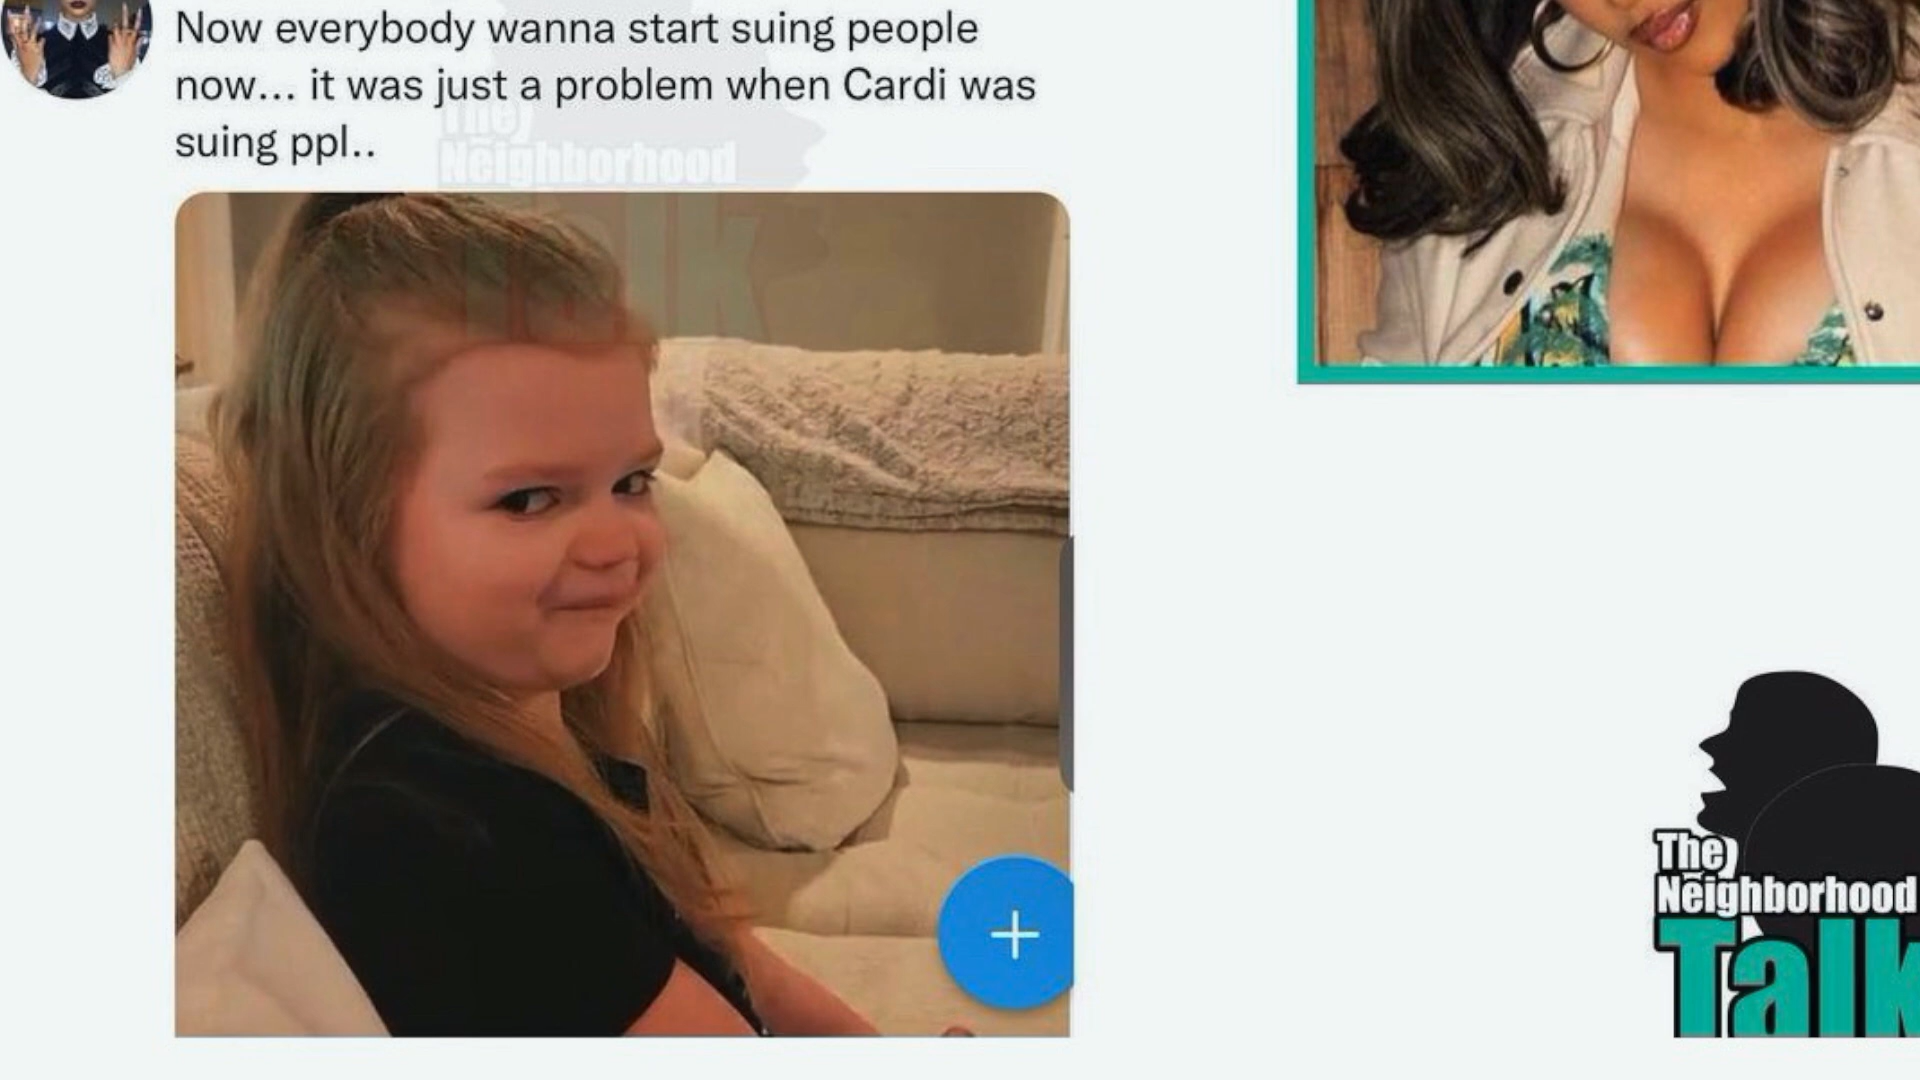 Now everybody wanna start suing people
now... it was just a problem when Cardi was
suing ppl..
The
Neighborhood
Talk
The
Neighborhood
Talk